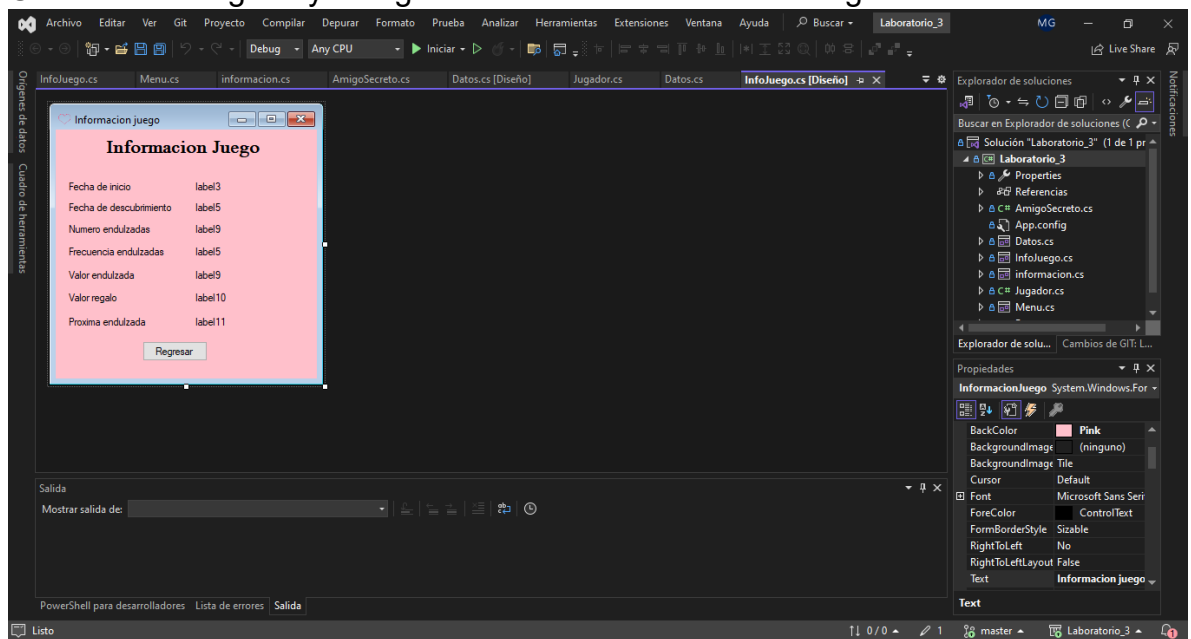 Archivo Editar Ver Git Proyecto Compilar Depurar Formato Prueba Analizar Herramientas Extensiones Ventana Ayuda Buscar Laboratorio_3 MG
Debug Any CPU Iniciar Live Share
InfoJuego.cs Menu.cs informacion.cs AmigoSecreto.cs Datos.cs [Diseño] Jugador.cs Datos.cs InfoJuego.cs [Diseño]
Orígenes de datos
Cuadro de herramientas
Informacion juego
Informacion Juego
Fecha de inicio label3
Fecha de descubrimiento label5
Numero endulzadas label9
Frecuencia endulzadas label5
Valor endulzada label9
Valor regalo label10
Proxima endulzada label11
Regresar
Salida
Mostrar salida de:
PowerShell para desarrolladores Lista de errores Salida
Explorador de soluciones
Buscar en Explorador de soluciones (C
Solución "Laboratorio_3" (1 de 1 pr
C# Laboratorio_3
Properties
Referencias
C# AmigoSecreto.cs
App.config
Datos.cs
InfoJuego.cs
informacion.cs
C# Jugador.cs
Menu.cs
Explorador de solu... Cambios de GIT: L...
Propiedades
InformacionJuego System.Windows.For
BackColor Pink
BackgroundImage (ninguno)
BackgroundImage Tile
Cursor Default
Font Microsoft Sans Seri
ForeColor ControlText
FormBorderStyle Sizable
RightToLeft No
RightToLeftLayout False
Text Informacion juego
Text
Notificaciones
Listo 0 / 0 1 master Laboratorio_3 1